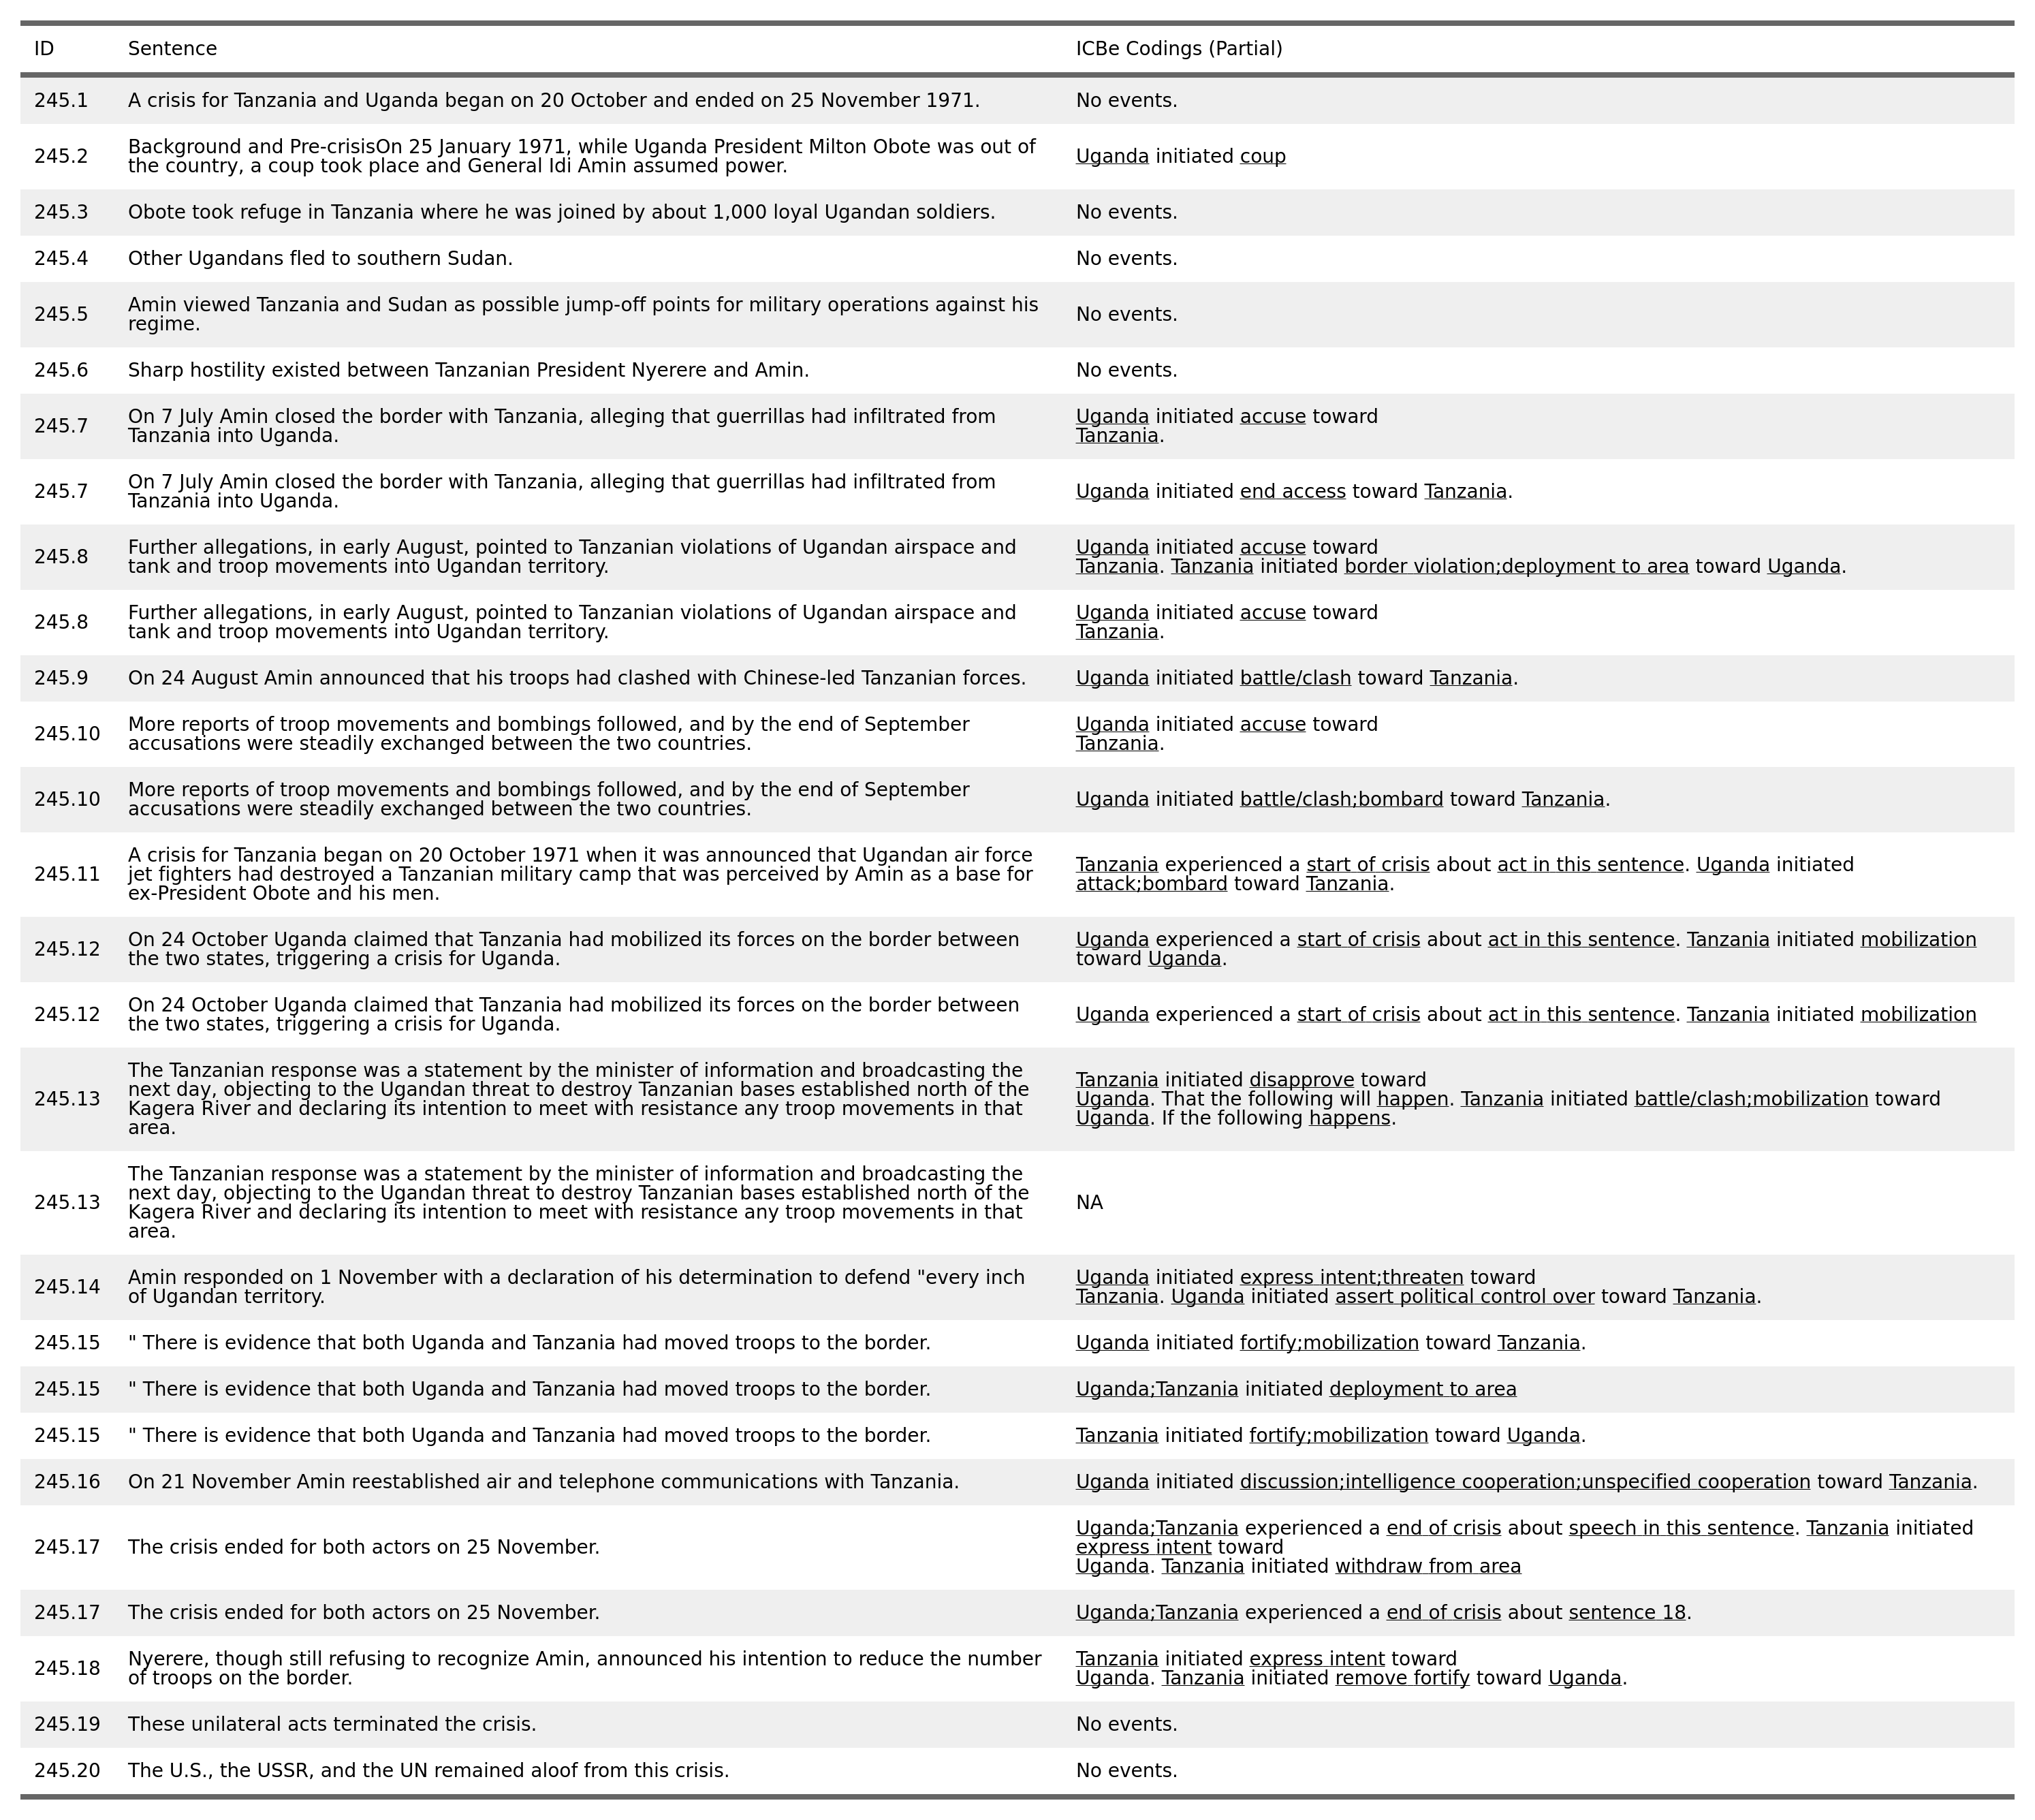 ID Sentence ICBe Codings (Partial)
245.1 A crisis for Tanzania and Uganda began on 20 October and ended on 25 November 1971. No events.
245.2 Background and Pre-crisisOn 25 January 1971, while Uganda President Milton Obote was out of
the country, a coup took place and General Idi Amin assumed power.
Uganda initiated coup
245.3 Obote took refuge in Tanzania where he was joined by about 1,000 loyal Ugandan soldiers. No events.
245.4 Other Ugandans fled to southern Sudan. No events.
245.5 Amin viewed Tanzania and Sudan as possible jump-off points for military operations against his
regime.
No events.
245.6 Sharp hostility existed between Tanzanian President Nyerere and Amin. No events.
245.7 On 7 July Amin closed the border with Tanzania, alleging that guerrillas had infiltrated from
Tanzania into Uganda.
Uganda initiated accuse toward
Tanzania.
245.7 On 7 July Amin closed the border with Tanzania, alleging that guerrillas had infiltrated from
Tanzania into Uganda.
Uganda initiated end access toward Tanzania.
245.8 Further allegations, in early August, pointed to Tanzanian violations of Ugandan airspace and
tank and troop movements into Ugandan territory.
Uganda initiated accuse toward
Tanzania. Tanzania initiated border violation;deployment to area toward Uganda.
245.8 Further allegations, in early August, pointed to Tanzanian violations of Ugandan airspace and
tank and troop movements into Ugandan territory.
Uganda initiated accuse toward
Tanzania.
245.9 On 24 August Amin announced that his troops had clashed with Chinese-led Tanzanian forces. Uganda initiated battle/clash toward Tanzania.
245.10 More reports of troop movements and bombings followed, and by the end of September
accusations were steadily exchanged between the two countries.
Uganda initiated accuse toward
Tanzania.
245.10 More reports of troop movements and bombings followed, and by the end of September
accusations were steadily exchanged between the two countries.
Uganda initiated battle/clash;bombard toward Tanzania.
245.11 A crisis for Tanzania began on 20 October 1971 when it was announced that Ugandan air force
jet fighters had destroyed a Tanzanian military camp that was perceived by Amin as a base for
ex-President Obote and his men.
Tanzania experienced a start of crisis about act in this sentence. Uganda initiated
attack;bombard toward Tanzania.
245.12 On 24 October Uganda claimed that Tanzania had mobilized its forces on the border between
the two states, triggering a crisis for Uganda.
Uganda experienced a start of crisis about act in this sentence. Tanzania initiated mobilization
toward Uganda.
245.12 On 24 October Uganda claimed that Tanzania had mobilized its forces on the border between
the two states, triggering a crisis for Uganda.
Uganda experienced a start of crisis about act in this sentence. Tanzania initiated mobilization
245.13 The Tanzanian response was a statement by the minister of information and broadcasting the
next day, objecting to the Ugandan threat to destroy Tanzanian bases established north of the
Kagera River and declaring its intention to meet with resistance any troop movements in that
area.
Tanzania initiated disapprove toward
Uganda. That the following will happen. Tanzania initiated battle/clash;mobilization toward
Uganda. If the following happens.
245.13 The Tanzanian response was a statement by the minister of information and broadcasting the
next day, objecting to the Ugandan threat to destroy Tanzanian bases established north of the
Kagera River and declaring its intention to meet with resistance any troop movements in that
area.
NA
245.14 Amin responded on 1 November with a declaration of his determination to defend "every inch
of Ugandan territory.
Uganda initiated express intent;threaten toward
Tanzania. Uganda initiated assert political control over toward Tanzania.
245.15 " There is evidence that both Uganda and Tanzania had moved troops to the border. Uganda initiated fortify;mobilization toward Tanzania.
245.15 " There is evidence that both Uganda and Tanzania had moved troops to the border. Uganda;Tanzania initiated deployment to area
245.15 " There is evidence that both Uganda and Tanzania had moved troops to the border. Tanzania initiated fortify;mobilization toward Uganda.
245.16 On 21 November Amin reestablished air and telephone communications with Tanzania. Uganda initiated discussion;intelligence cooperation;unspecified cooperation toward Tanzania.
245.17 The crisis ended for both actors on 25 November.
Uganda;Tanzania experienced a end of crisis about speech in this sentence. Tanzania initiated
express intent toward
Uganda. Tanzania initiated withdraw from area
245.17 The crisis ended for both actors on 25 November. Uganda;Tanzania experienced a end of crisis about sentence 18.
245.18 Nyerere, though still refusing to recognize Amin, announced his intention to reduce the number
of troops on the border.
Tanzania initiated express intent toward
Uganda. Tanzania initiated remove fortify toward Uganda.
245.19 These unilateral acts terminated the crisis. No events.
245.20 The U.S., the USSR, and the UN remained aloof from this crisis. No events.